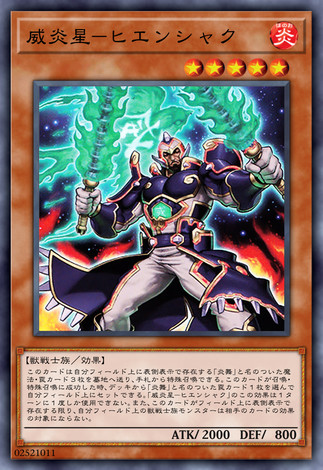 威炎星－ヒエンシャク
炎
【獣戦士族／効果】
このカードは自分フィールド上に表側表示で存在する「炎舞」と名のついた魔
法・罠カード３枚を墓地へ送り、手札から特殊召喚できる。このカードが召喚・
特殊召喚に成功した時、デッキから「炎舞」と名のついた罠カード１枚を選んで
自分フィールド上にセットできる。「威炎星－ヒエンシャク」のこの効果は１タ
ーンに１度しか使用できない。また、このカードがフィールド上に表側表示で存
在する限り、自分フィールド上の獣戦士族モンスターは相手のカードの効果
の対象にならない。
ATK/ 2000 DEF/ 800
02521011